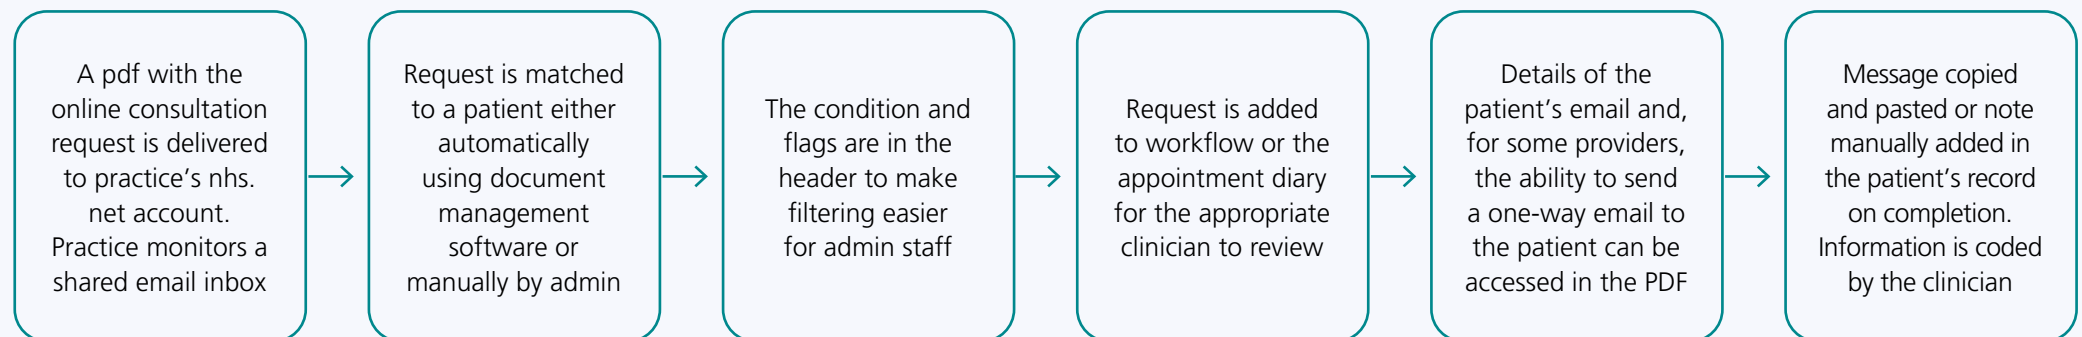 A pdf with the
online consultation
request is delivered
to practice's nhs.
net account.
Practice monitors a
shared email inbox
Request is matched
to a patient either
automatically
using document
management
software or
manually by admin
The condition and
flags are in the
header to make
filtering easier
for admin staff
Request is added
to workflow or the
appointment diary
for the appropriate
clinician to review
Details of the
patient's email and,
for some providers,
the ability to send
a one-way email to
the patient can be
accessed in the PDF
Message copied
and pasted or note
manually added in
the patient's record
on completion.
Information is coded
by the clinician